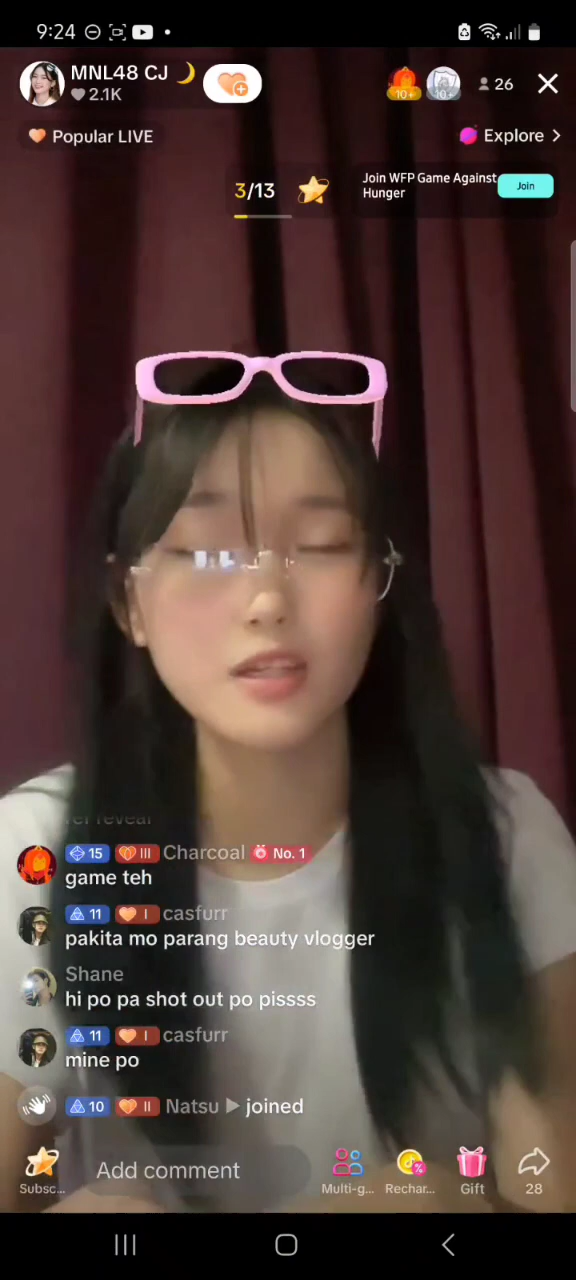 9:24
MNL48 CJ 🌙
2.1K
10+
10+
26
Popular LIVE
Explore >
3/13
Join WFP Game Against
Hunger
Join
15 III Charcoal No. 1
game teh
11 I casfurr
pakita mo parang beauty vlogger
Shane
hi po pa shot out po pissss
11 I casfurr
mine po
10 II Natsu joined
Add comment
Subsc...
Multi-g...
Rechar...
Gift
28